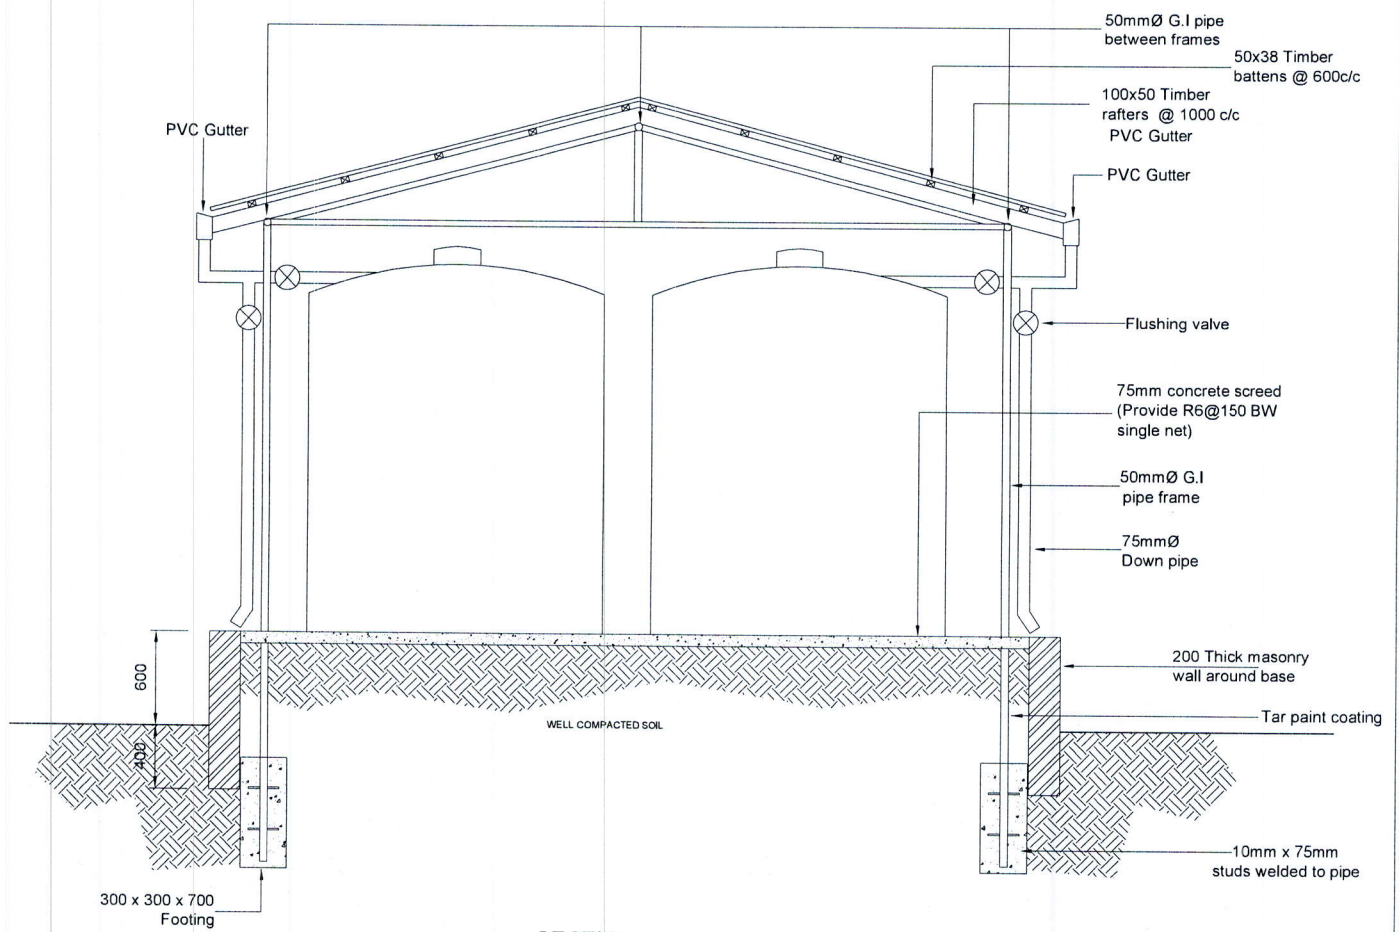 50mmØ G.I pipe
between frames
50x38 Timber
battens @ 600c/c
100x50 Timber
rafters @ 1000 c/c
PVC Gutter
PVC Gutter
PVC Gutter
Flushing valve
75mm concrete screed
(Provide R6@150 BW
single net)
50mmØ G.I
pipe frame
75mmØ
Down pipe
600
200 Thick masonry
wall around base
WELL COMPACTED SOIL
Tar paint coating
400
10mm x 75mm
studs welded to pipe
300 x 300 x 700
Footing